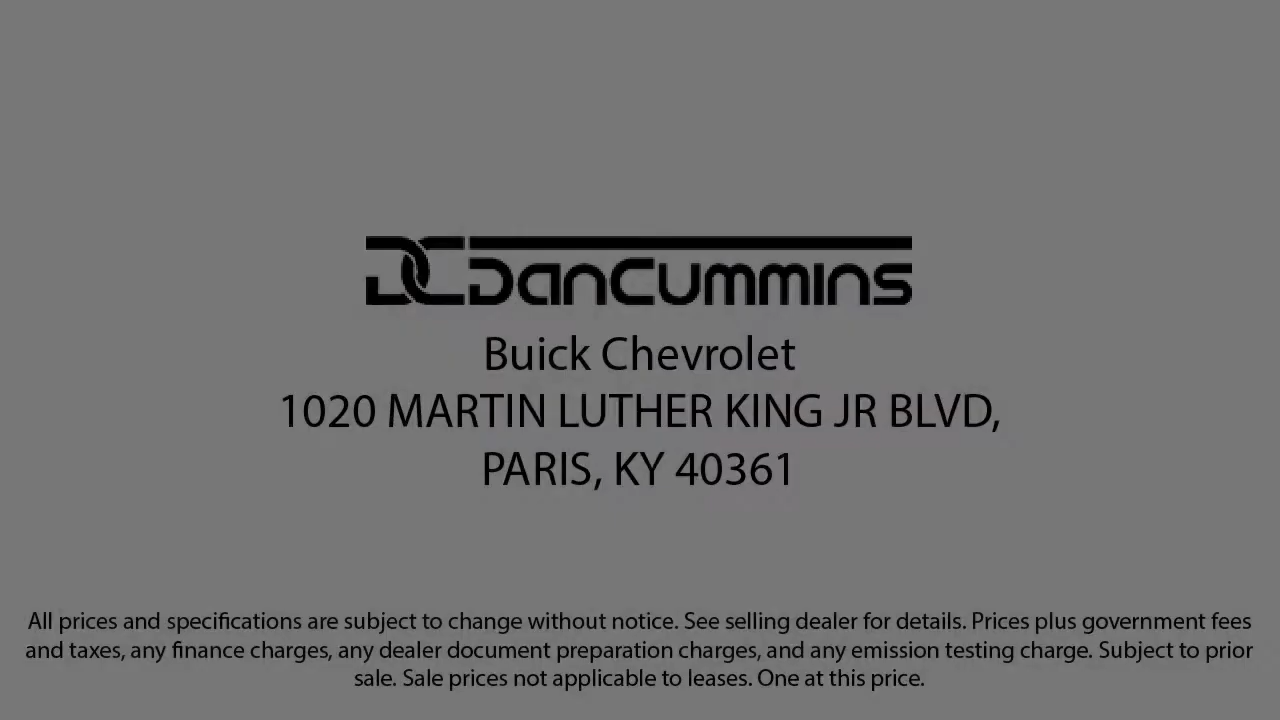 DC DanCummins
Buick Chevrolet
1020 MARTIN LUTHER KING JR BLVD,
PARIS, KY 40361
All prices and specifications are subject to change without notice. See selling dealer for details. Prices plus government fees
and taxes, any finance charges, any dealer document preparation charges, and any emission testing charge. Subject to prior
sale. Sale prices not applicable to leases. One at this price.